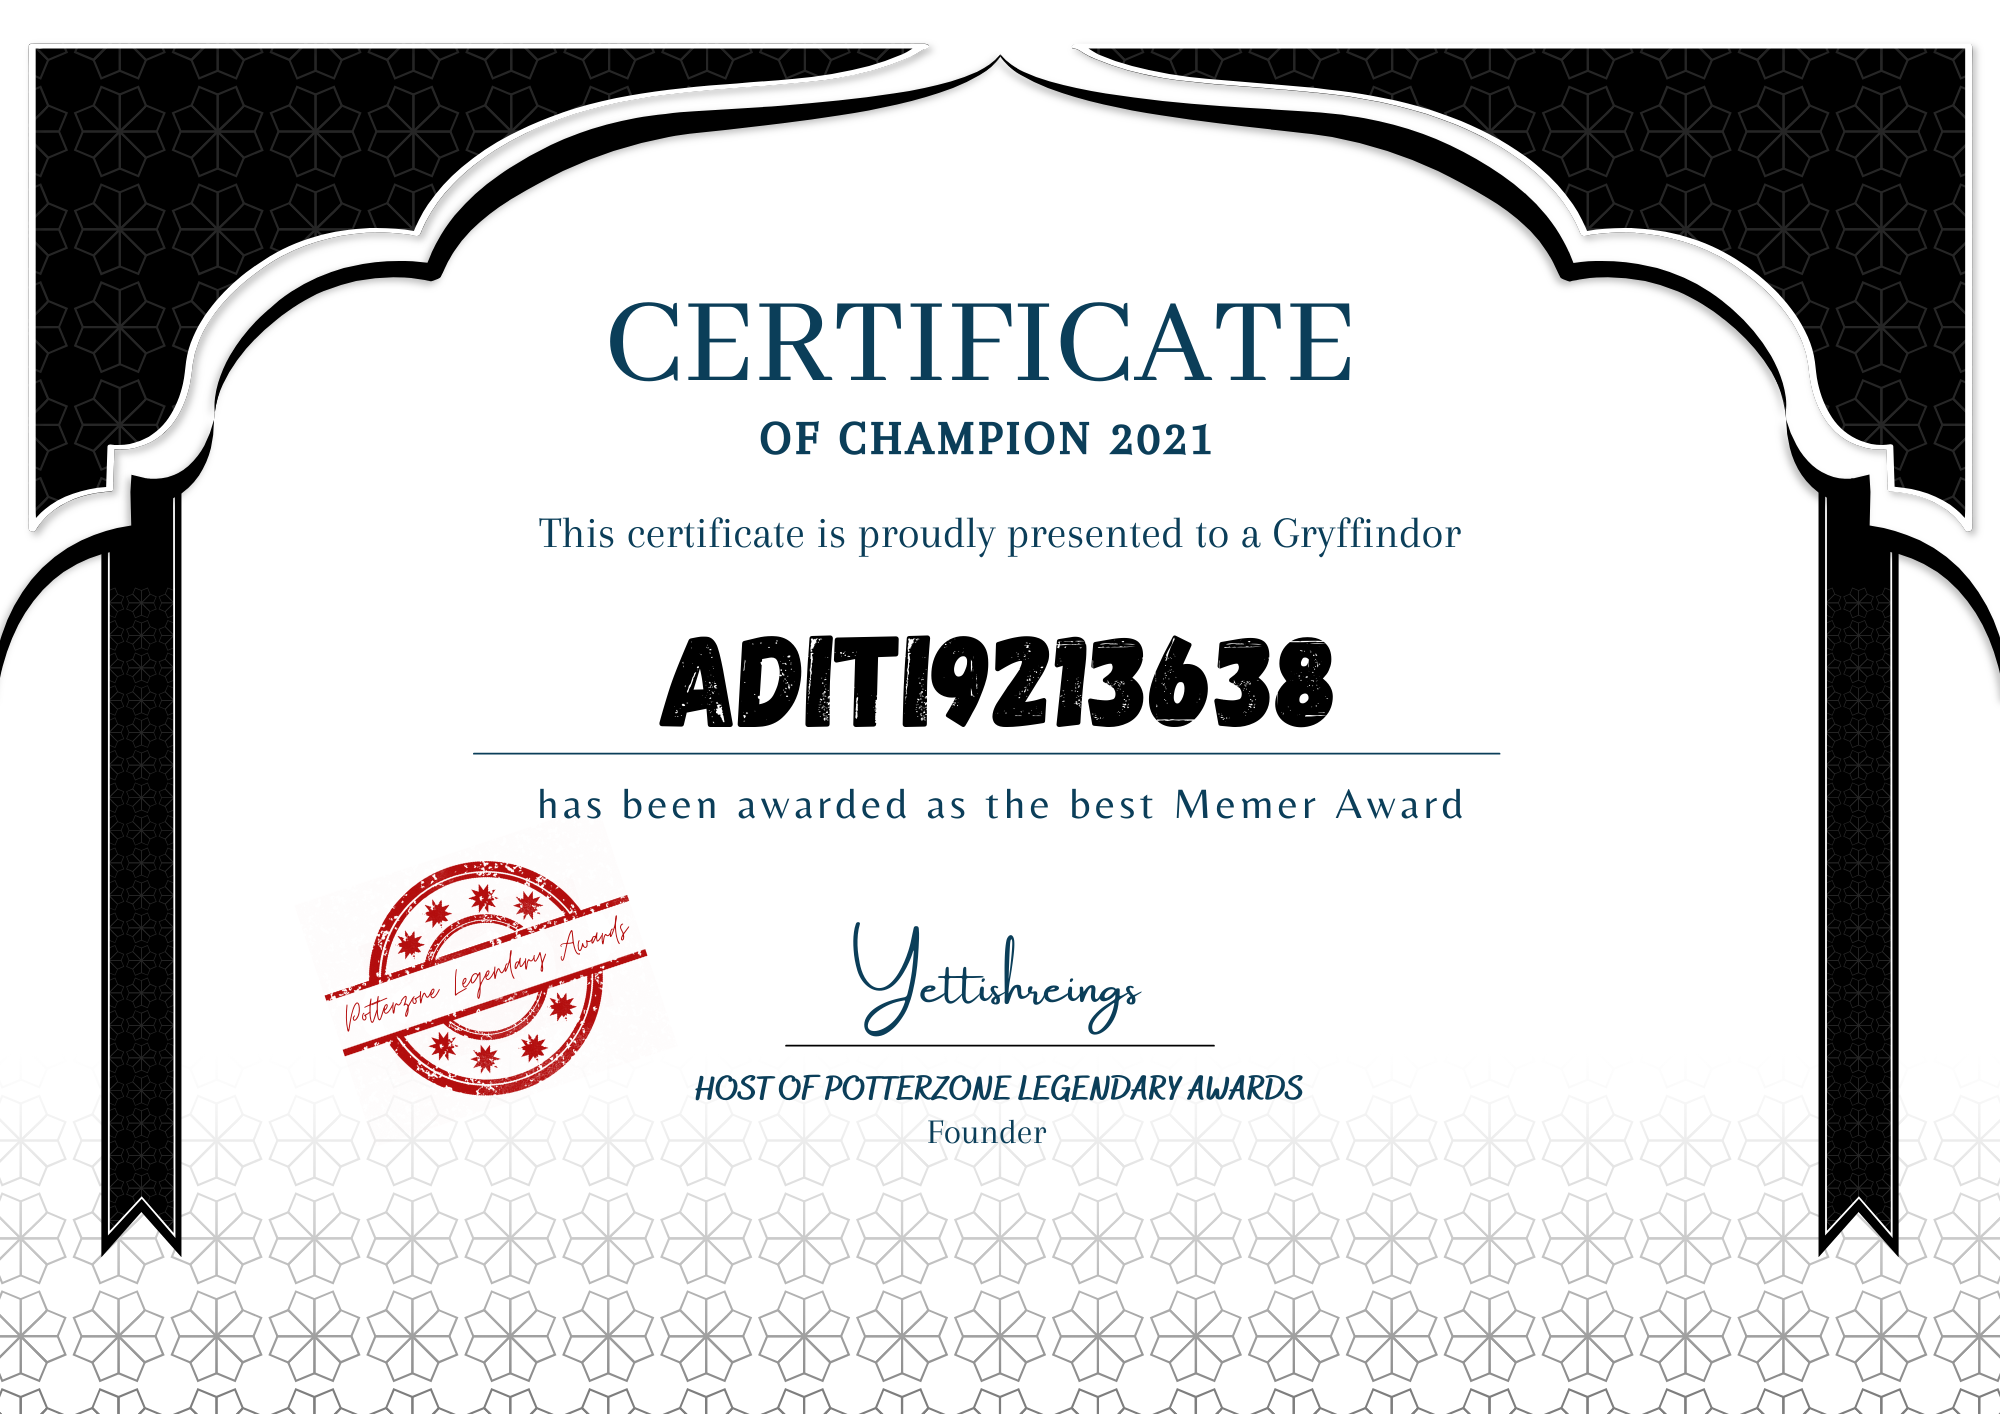 CERTIFICATE
OF CHAMPION 2021
This certificate is proudly presented to a Gryffindor
ADITI9213638
has been awarded as the best Memer Award
Potterzone Legendary Awards
Yettishreings
HOST OF POTTERZONE LEGENDARY AWARDS
Founder